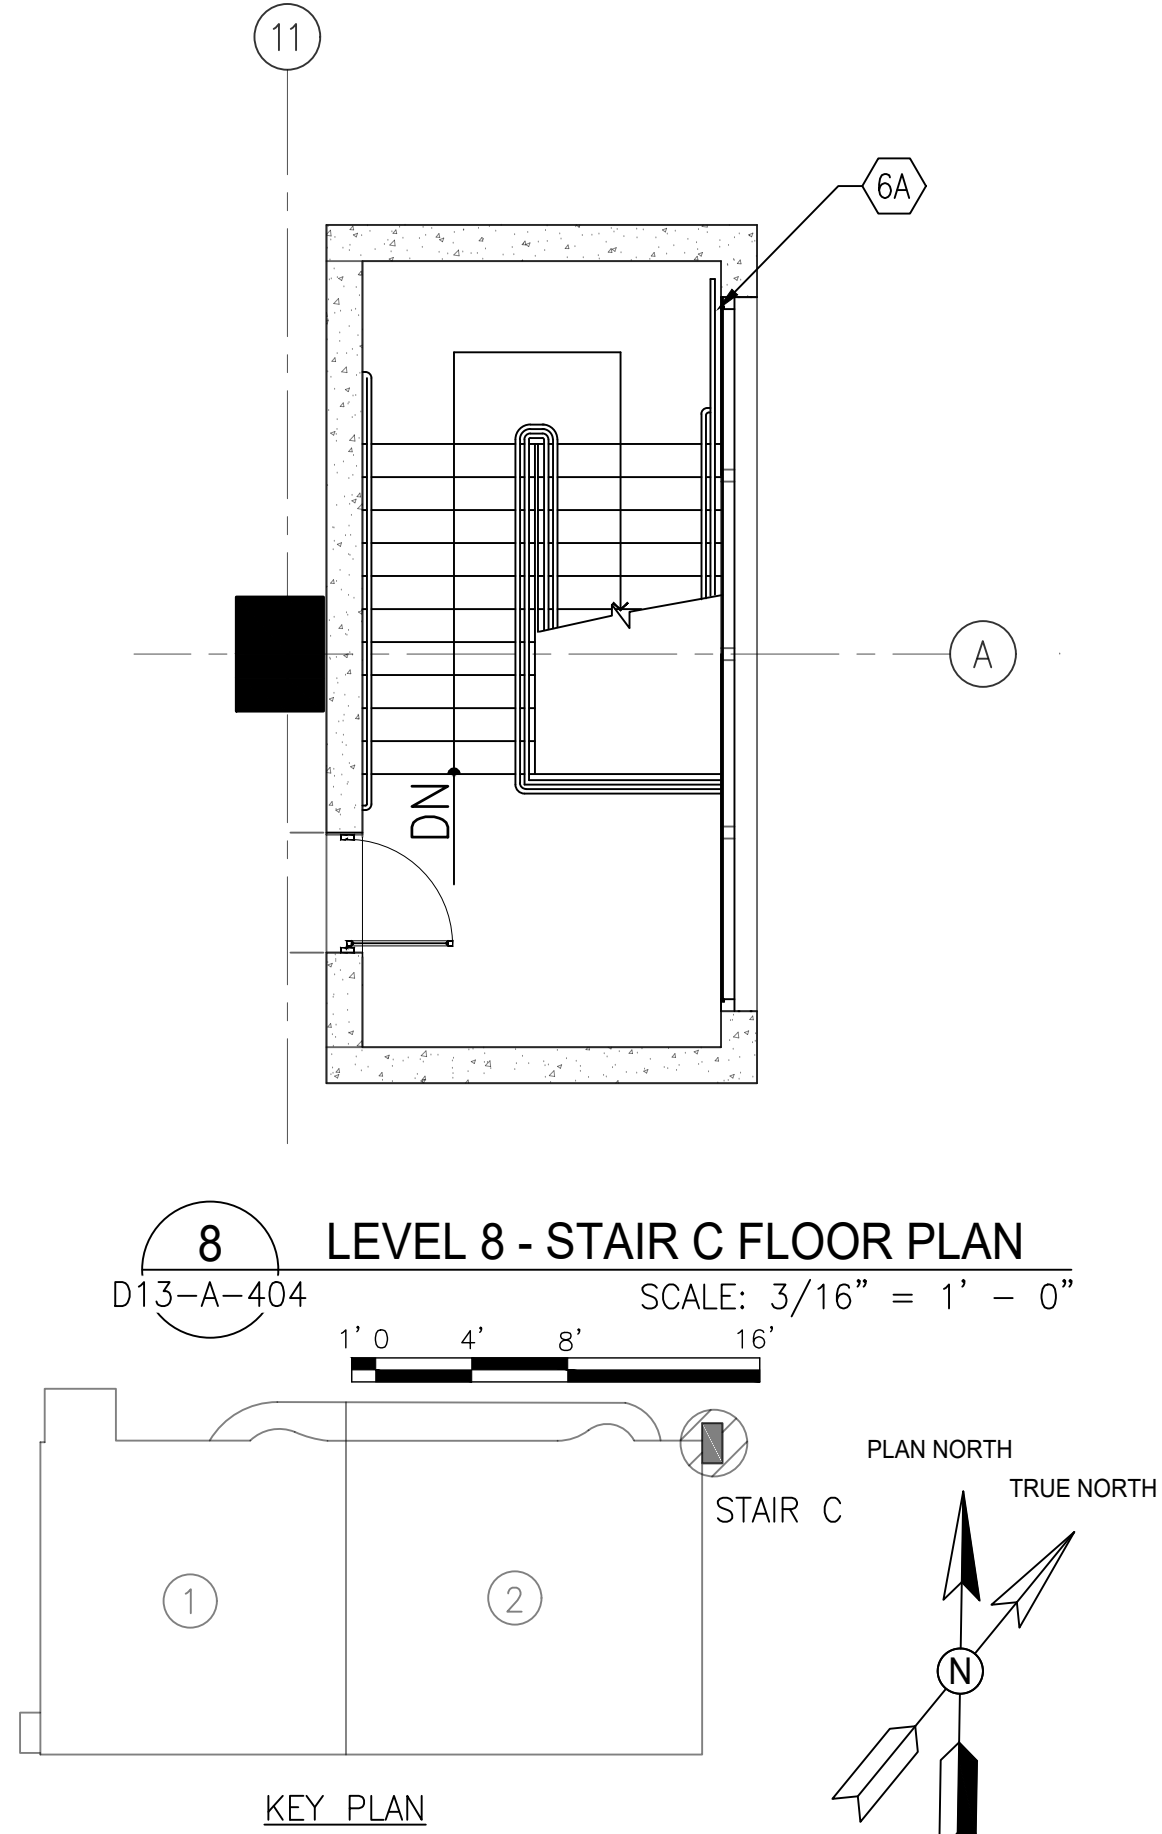 11
6A
A
DN
8
LEVEL 8 - STAIR C FLOOR PLAN
D13-A-404
SCALE: 3/16” = 1’ - 0”
1’ 0 4’ 8’ 16’
PLAN NORTH
TRUE NORTH
STAIR C
1
2
N
KEY PLAN